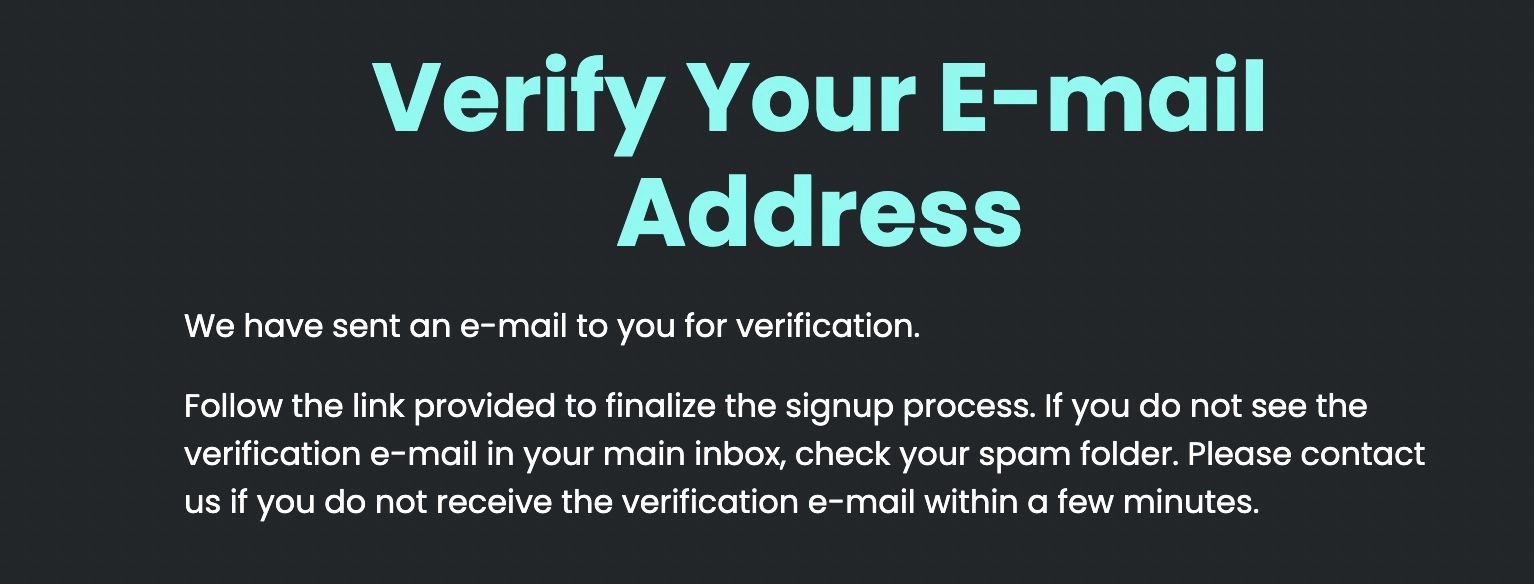 Verify Your E-mail
Address
We have sent an e-mail to you for verification.
Follow the link provided to finalize the signup process. If you do not see the
verification e-mail in your main inbox, check your spam folder. Please contact
us if you do not receive the verification e-mail within a few minutes.